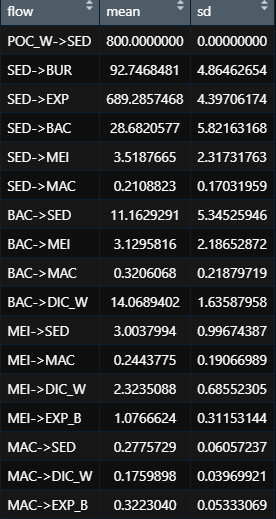 flow mean sd
POC_W->SED 800.0000000 0.00000000
SED->BUR 92.7468481 4.86462654
SED->EXP 689.2857468 4.39706174
SED->BAC 28.6820577 5.82163168
SED->MEI 3.5187665 2.31731763
SED->MAC 0.2108823 0.17031959
BAC->SED 11.1629291 5.34525946
BAC->MEI 3.1295816 2.18652872
BAC->MAC 0.3206068 0.21879719
BAC->DIC_W 14.0689402 1.63587958
MEI->SED 3.0037994 0.99674387
MEI->MAC 0.2443775 0.19066989
MEI->DIC_W 2.3235088 0.68552305
MEI->EXP_B 1.0766624 0.31153144
MAC->SED 0.2775729 0.06057237
MAC->DIC_W 0.1759898 0.03969921
MAC->EXP_B 0.3223040 0.05333069